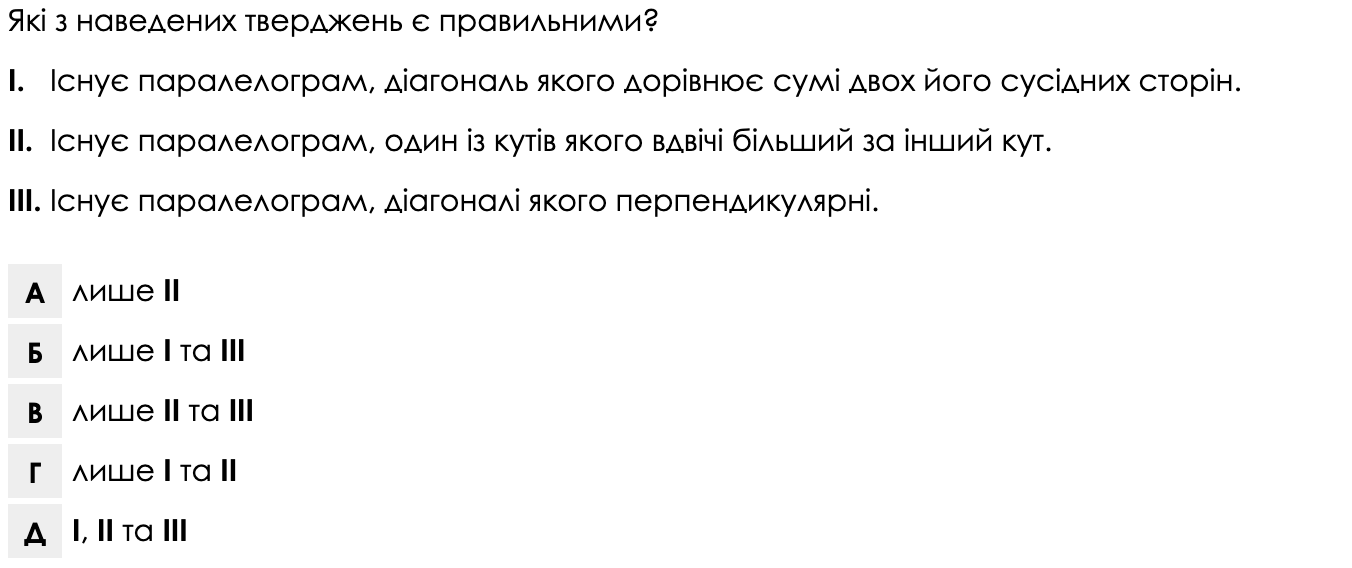 Які з наведених тверджень є правильними?
I. Існує паралелограм, діагональ якого дорівнює сумі двох його сусідних сторін.
II. Існує паралелограм, один із кутів якого вдвічі більший за інший кут.
III. Існує паралелограм, діагоналі якого перпендикулярні.
А лише II
Б лише I та III
В лише II та III
Г лише I та II
Д I, II та III